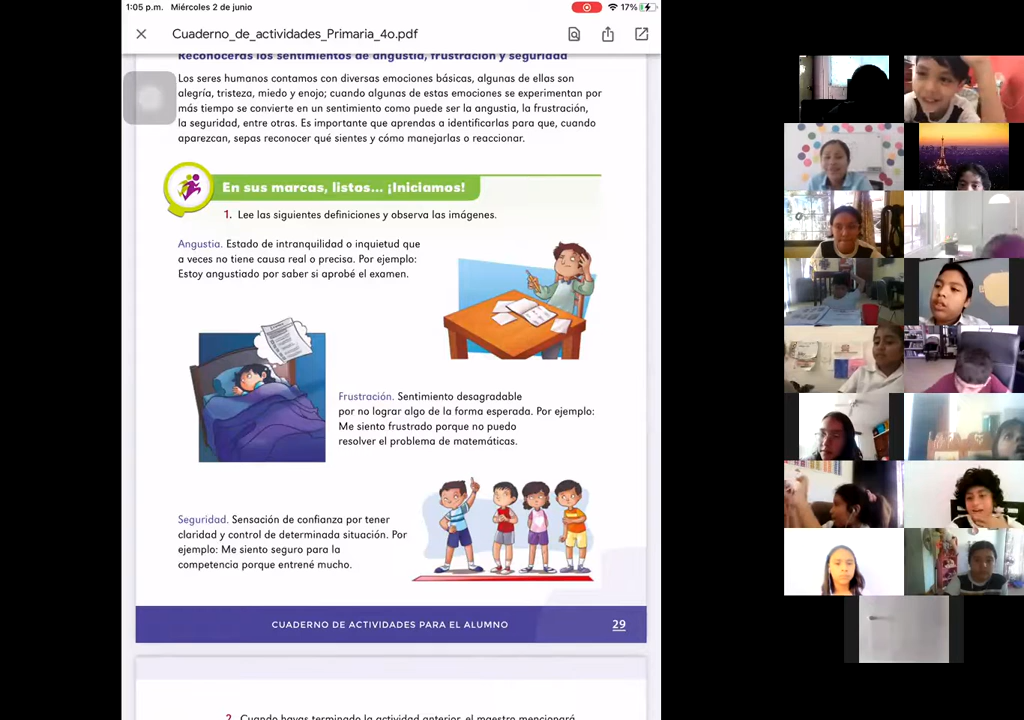 1:05 p.m. Miércoles 2 de junio
17%
Cuaderno_de_actividades_Primaria_4o.pdf
Reconocerás los sentimientos de angustia, frustración y seguridad
Los seres humanos contamos con diversas emociones básicas, algunas de ellas son
alegría, tristeza, miedo y enojo; cuando algunas de estas emociones se experimentan por
más tiempo se convierte en un sentimiento como puede ser la angustia, la frustración,
la seguridad, entre otras. Es importante que aprendas a identificarlas para que, cuando
aparezcan, sepas reconocer qué sientes y cómo manejarlas o reaccionar.
En sus marcas, listos... ¡Iniciamos!
1. Lee las siguientes definiciones y observa las imágenes.
Angustia. Estado de intranquilidad o inquietud que
a veces no tiene causa real o precisa. Por ejemplo:
Estoy angustiado por saber si aprobé el examen.
Frustración. Sentimiento desagradable
por no lograr algo de la forma esperada. Por ejemplo:
Me siento frustrado porque no puedo
resolver el problema de matemáticas.
Seguridad. Sensación de confianza por tener
claridad y control de determinada situación. Por
ejemplo: Me siento seguro para la
competencia porque entrené mucho.
CUADERNO DE ACTIVIDADES PARA EL ALUMNO 29
2. Cuando hayas terminado la actividad anterior, el maestro mencionará